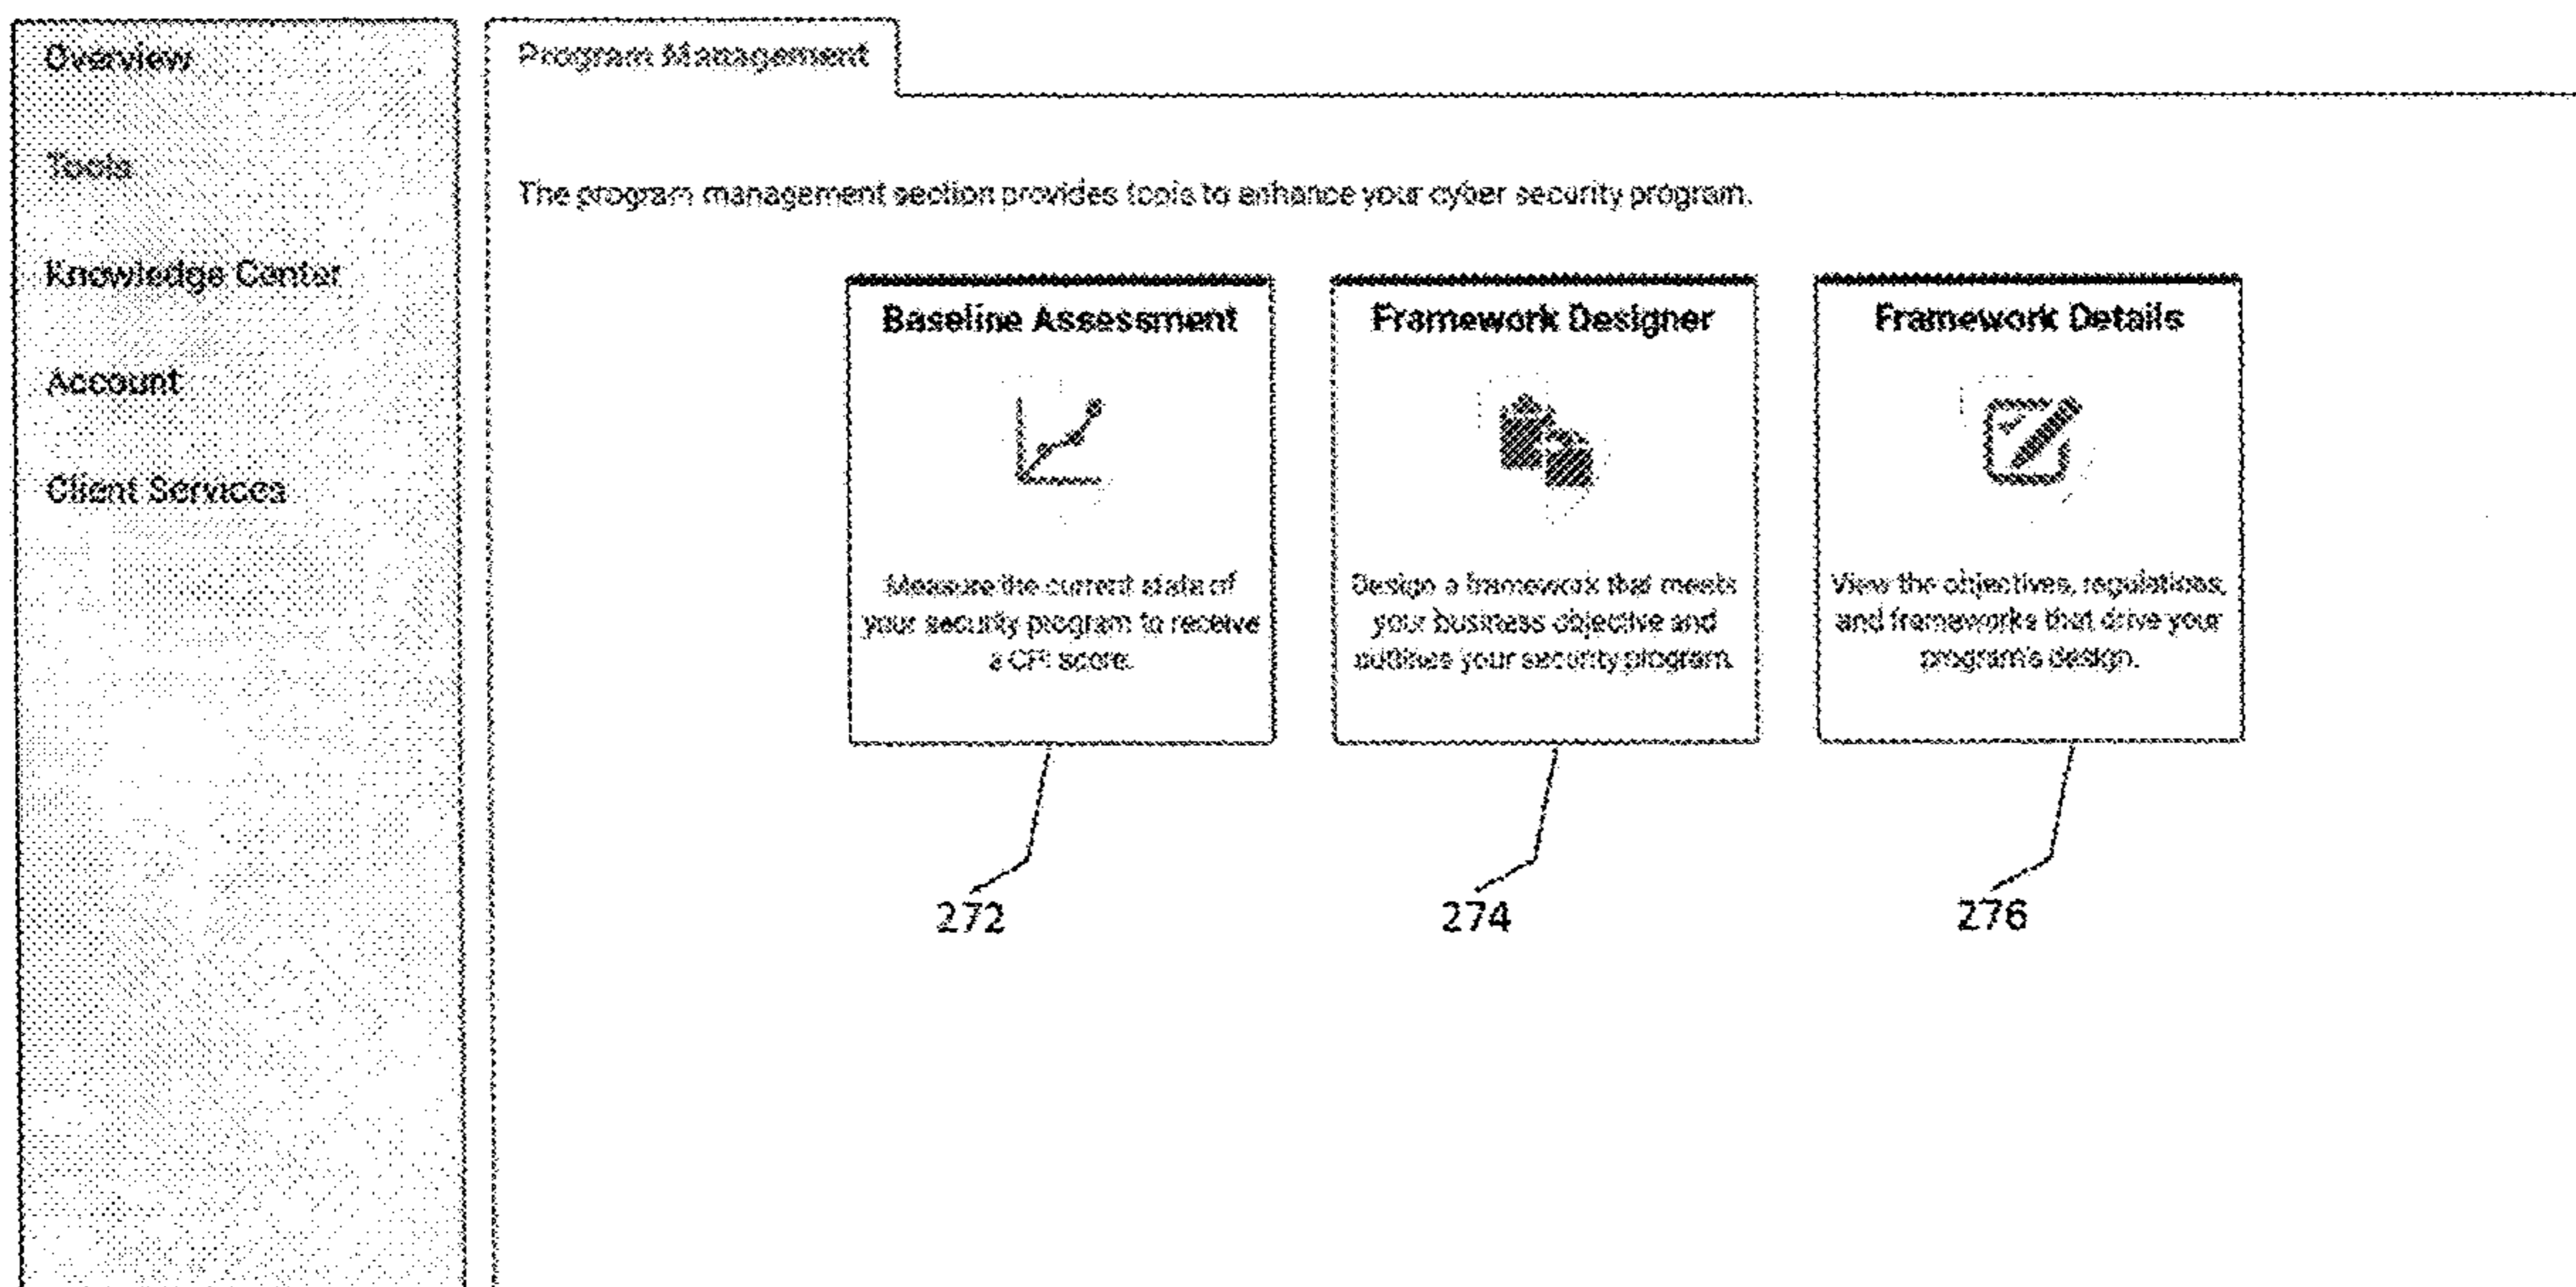 Overview
Tools
Knowledge Center
Account
Client Services
Program Management
The program management section provides tools to enhance your cyber security program.
Baseline Assessment
Measure the current state of
your security program to receive
a CPI score.
272
Framework Designer
Design a framework that meets
your business objective and
outlines your security program.
274
Framework Details
View the objectives, regulations,
and frameworks that drive your
program's design.
276